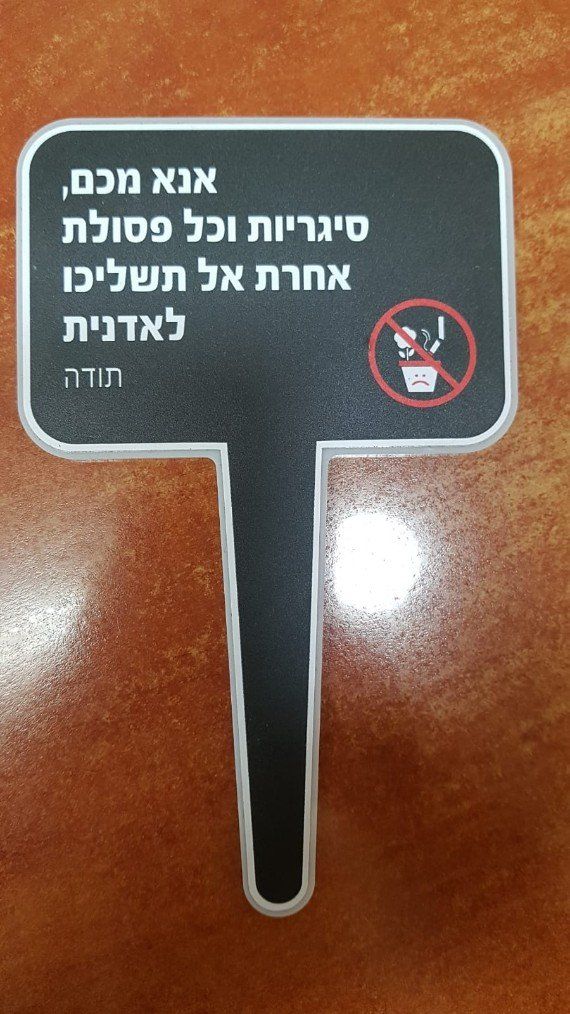 אנא מכם,
סיגריות וכל פסולת
אחרת אל תשליכו
לאדנית
תודה